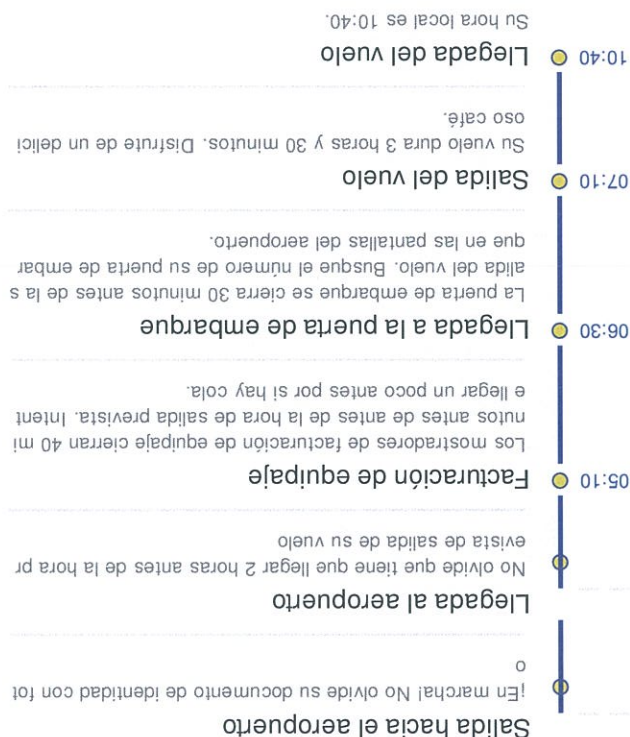 Salida hacia el aeropuerto
¡En marcha! No olvide su documento de identidad con fot
o
Llegada al aeropuerto
No olvide que tiene que llegar 2 horas antes de la hora pr
evista de salida de su vuelo
05:10 Facturación de equipaje
Los mostradores de facturación de equipaje cierran 40 mi
nutos antes de antes de la hora de salida prevista. Intent
e llegar un poco antes por si hay cola.
06:30 Llegada a la puerta de embarque
La puerta de embarque se cierra 30 minutos antes de la s
alida del vuelo. Busque el número de su puerta de embar
que en las pantallas del aeropuerto.
07:10 Salida del vuelo
Su vuelo dura 3 horas y 30 minutos. Disfrute de un delici
oso café.
10:40 Llegada del vuelo
Su hora local es 10:40.